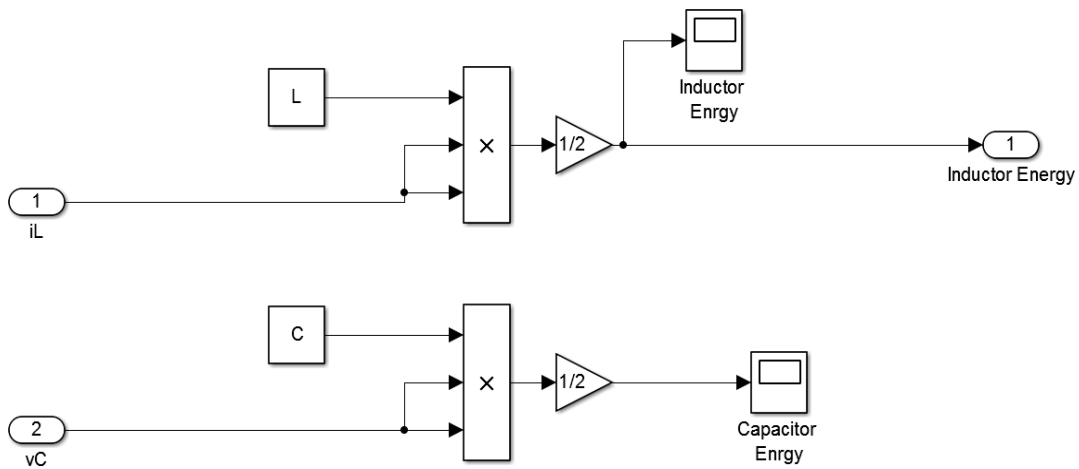 Inductor
Enrgy
L
×
1/2
1
Inductor Energy
1
iL
C
×
1/2
2
vC
Capacitor
Enrgy